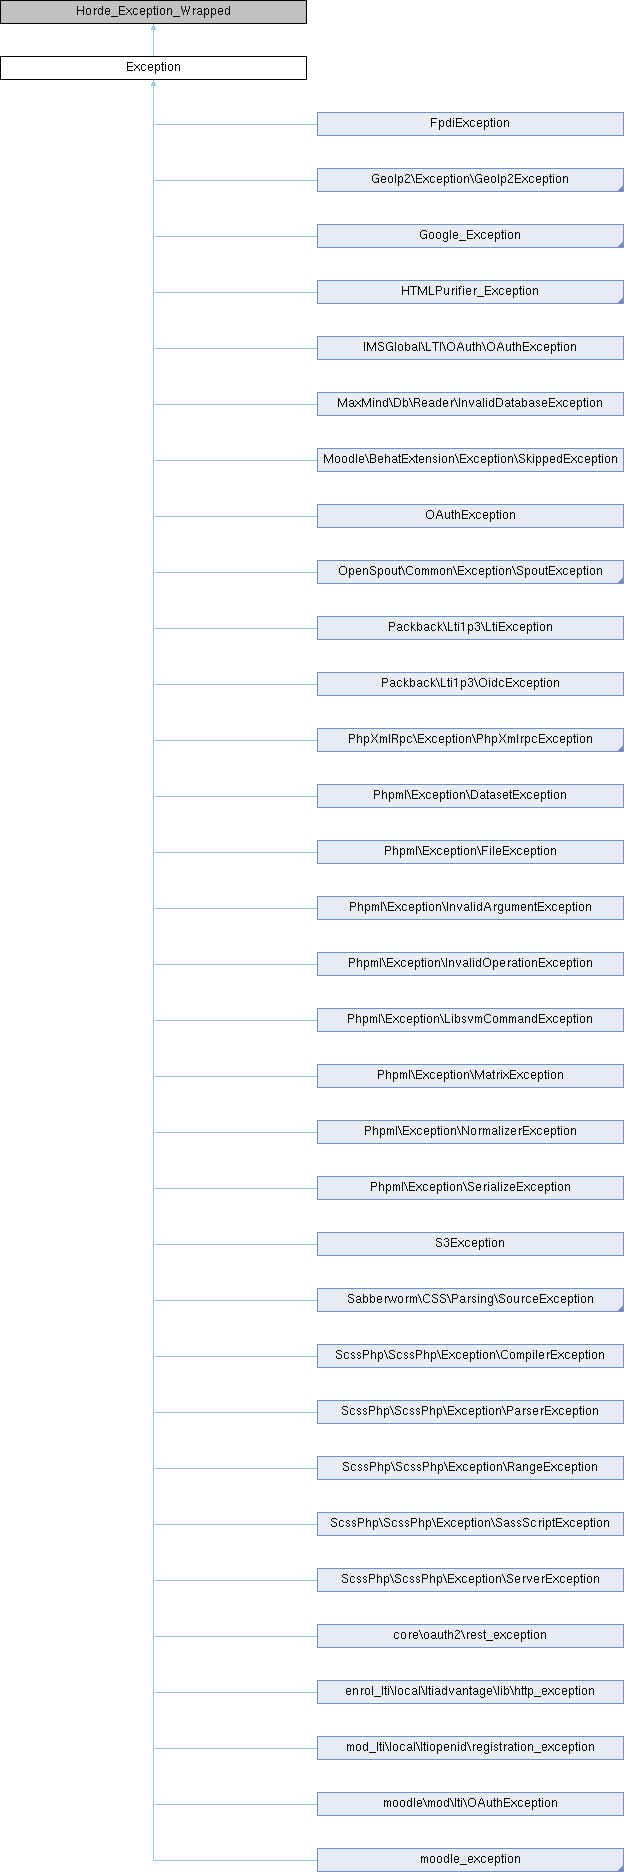 Horde_Exception_Wrapped
Exception
FpdiException
GeoIp2\Exception\GeoIp2Exception
Google_Exception
HTMLPurifier_Exception
IMSGlobal\LTI\OAuth\OAuthException
MaxMind\Db\Reader\InvalidDatabaseException
Moodle\BehatExtension\Exception\SkippedException
OAuthException
OpenSpout\Common\Exception\SpoutException
Packback\Lti1p3\LtiException
Packback\Lti1p3\OidcException
PhpXmlRpc\Exception\PhpXmlrpcException
Phpml\Exception\DatasetException
Phpml\Exception\FileException
Phpml\Exception\InvalidArgumentException
Phpml\Exception\InvalidOperationException
Phpml\Exception\LibsvmCommandException
Phpml\Exception\MatrixException
Phpml\Exception\NormalizerException
Phpml\Exception\SerializeException
S3Exception
Sabberworm\CSS\Parsing\SourceException
ScssPhp\ScssPhp\Exception\CompilerException
ScssPhp\ScssPhp\Exception\ParserException
ScssPhp\ScssPhp\Exception\RangeException
ScssPhp\ScssPhp\Exception\SassScriptException
ScssPhp\ScssPhp\Exception\ServerException
core\oauth2\rest_exception
enrol_lti\local\ltiadvantage\lib\http_exception
mod_lti\local\ltiopenid\registration_exception
moodle\mod\lti\OAuthException
moodle_exception